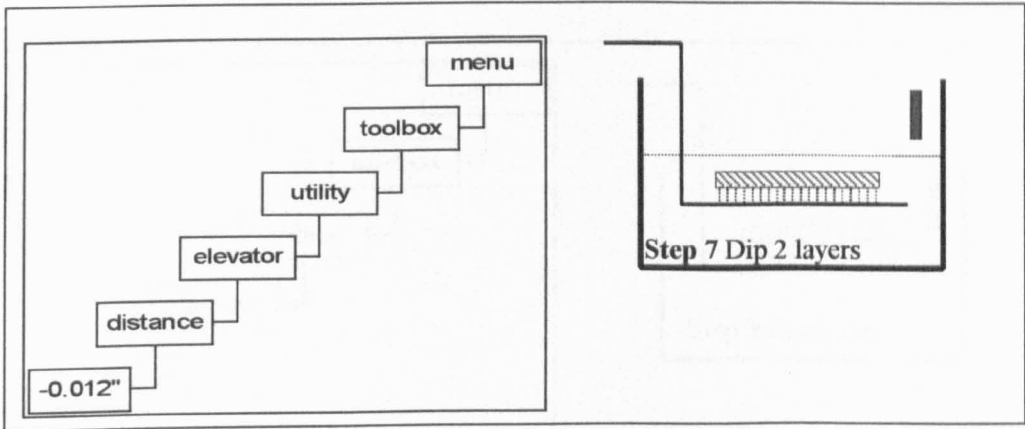 menu
toolbox
utility
elevator
distance
-0.012"
Step 7 Dip 2 layers